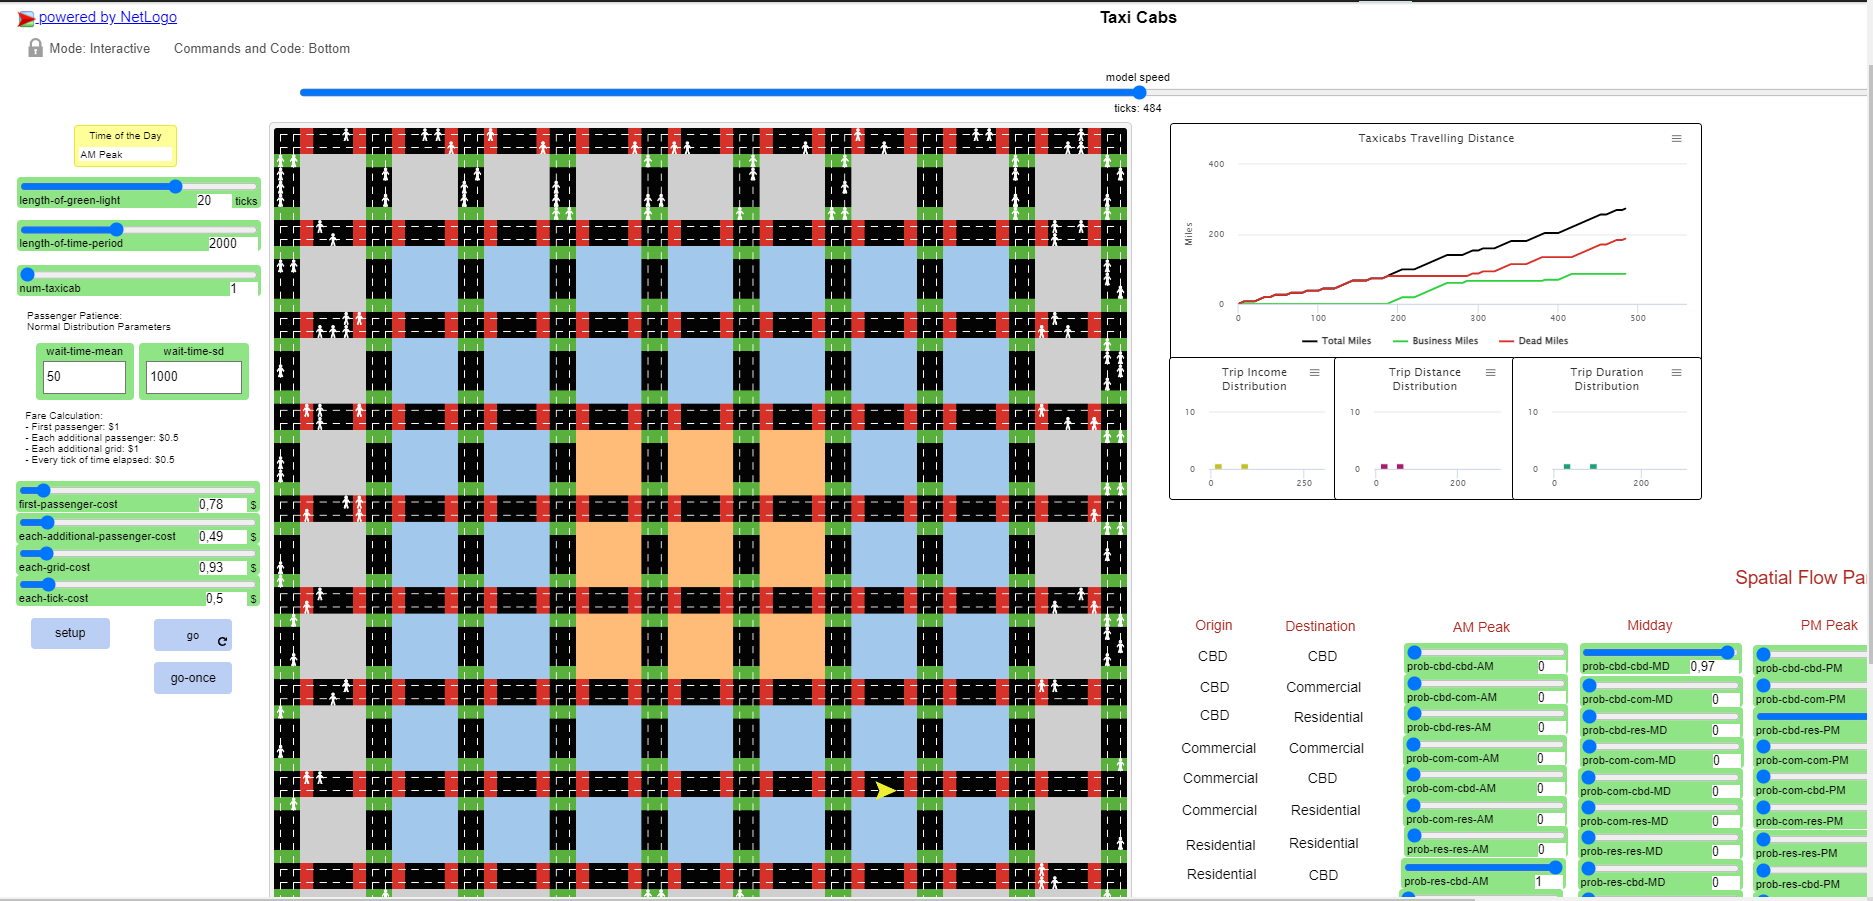 powered by NetLogo
Taxi Cabs
Mode: Interactive
Commands and Code: Bottom
model speed
ticks: 484
Time of the Day
AM Peak
length-of-green-light 20 ticks
length-of-time-period 2000
num-taxicab 1
Passenger Patience:
Normal Distribution Parameters
wait-time-mean
50
wait-time-sd
1000
Fare Calculation:
- First passenger: $1
- Each additional passenger: $0.5
- Each additional grid: $1
- Every tick of time elapsed: $0.5
first-passenger-cost 0,78 $
each-additional-passenger-cost 0,49 $
each-grid-cost 0,93 $
each-tick-cost 0,5 $
setup
go
go-once
Taxicabs Travelling Distance
Miles
400
200
0
0 100 200 300 400 500
Total Miles Business Miles Dead Miles
Trip Income
Distribution
10
0
0 250
Trip Distance
Distribution
10
0
0 200
Trip Duration
Distribution
10
0
0 200
Spatial Flow Pa
Origin Destination AM Peak Midday PM Peak
CBD CBD prob-cbd-cbd-AM 0 prob-cbd-cbd-MD 0,97 prob-cbd-cbd-PM
CBD Commercial prob-cbd-com-AM 0 prob-cbd-com-MD 0 prob-cbd-com-PM
CBD Residential prob-cbd-res-AM 0 prob-cbd-res-MD 0 prob-cbd-res-PM
Commercial Commercial prob-com-com-AM 0 prob-com-com-MD 0 prob-com-com-PM
Commercial CBD prob-com-cbd-AM 0 prob-com-cbd-MD 0 prob-com-cbd-PM
Commercial Residential prob-com-res-AM 0 prob-com-res-MD 0 prob-com-res-PM
Residential Residential prob-res-res-AM 0 prob-res-res-MD 0 prob-res-res-PM
Residential CBD prob-res-cbd-AM 1 prob-res-cbd-MD 0 prob-res-cbd-PM